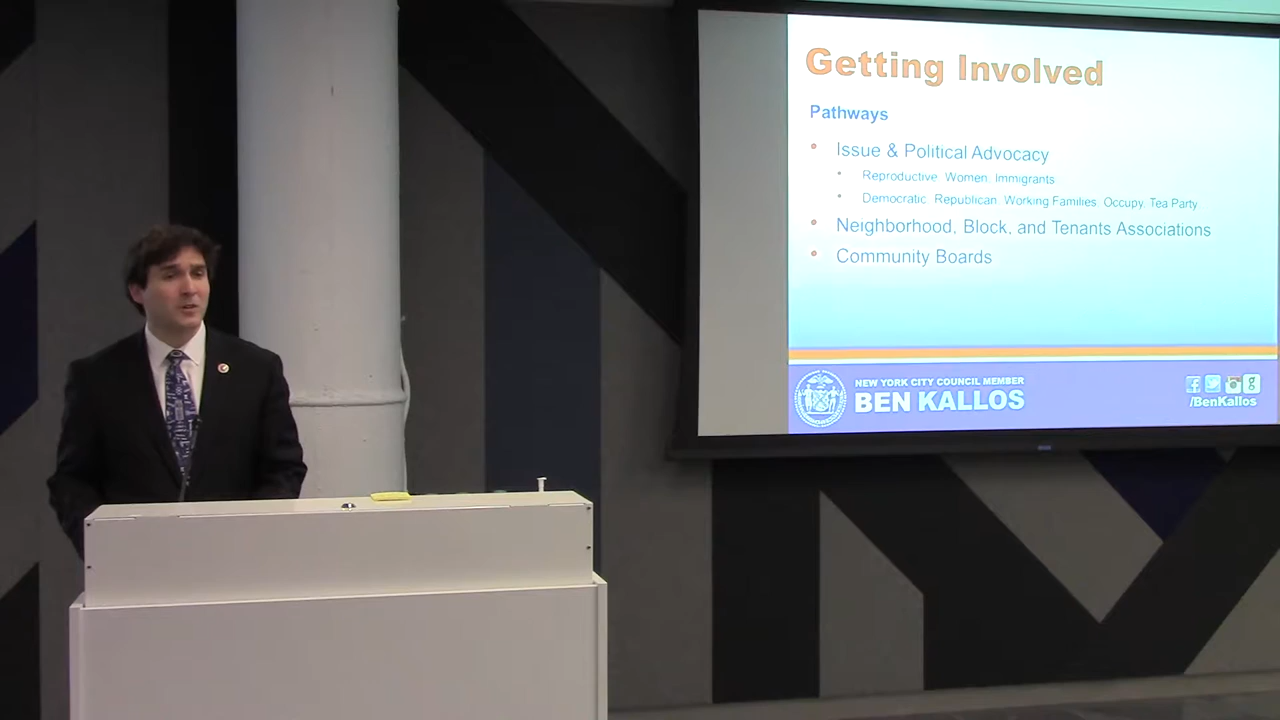 Getting Involved
Pathways
Issue & Political Advocacy
Reproductive, Women, Immigrants
Democratic, Republican, Working Families, Occupy, Tea Party
Neighborhood, Block, and Tenants Associations
Community Boards
NEW YORK CITY COUNCIL MEMBER
BEN KALLOS
/BenKallos